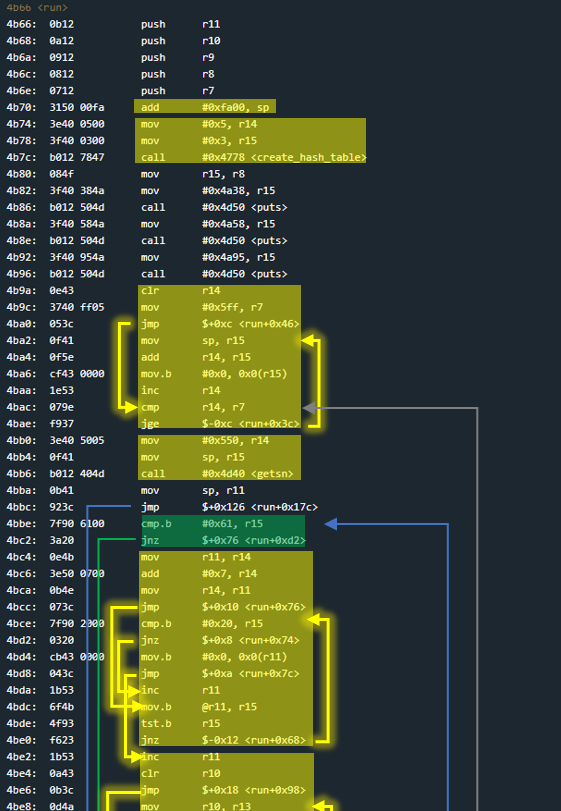 4b66 <run>
4b66: 0b12 push r11
4b68: 0a12 push r10
4b6a: 0912 push r9
4b6c: 0812 push r8
4b6e: 0712 push r7
4b70: 3150 00fa add #0xfa00, sp
4b74: 3e40 0500 mov #0x5, r14
4b78: 3f40 0300 mov #0x3, r15
4b7c: b012 7847 call #0x4778 <create_hash_table>
4b80: 084f mov r15, r8
4b82: 3f40 384a mov #0x4a38, r15
4b86: b012 504d call #0x4d50 <puts>
4b8a: 3f40 584a mov #0x4a58, r15
4b8e: b012 504d call #0x4d50 <puts>
4b92: 3f40 954a mov #0x4a95, r15
4b96: b012 504d call #0x4d50 <puts>
4b9a: 0e43 clr r14
4b9c: 3740 ff05 mov #0x5ff, r7
4ba0: 053c jmp $+0xc <run+0x46>
4ba2: 0f41 mov sp, r15
4ba4: 0f5e add r14, r15
4ba6: cf43 0000 mov.b #0x0, 0x0(r15)
4baa: 1e53 inc r14
4bac: 079e cmp r14, r7
4bae: f937 jge $-0xc <run+0x3c>
4bb0: 3e40 5005 mov #0x550, r14
4bb4: 0f41 mov sp, r15
4bb6: b012 404d call #0x4d40 <getsn>
4bba: 0b41 mov sp, r11
4bbc: 923c jmp $+0x126 <run+0x17c>
4bbe: 7f90 6100 cmp.b #0x61, r15
4bc2: 3a20 jnz $+0x76 <run+0xd2>
4bc4: 0e4b mov r11, r14
4bc6: 3e50 0700 add #0x7, r14
4bca: 0b4e mov r14, r11
4bcc: 073c jmp $+0x10 <run+0x76>
4bce: 7f90 2000 cmp.b #0x20, r15
4bd2: 0320 jnz $+0x8 <run+0x74>
4bd4: cb43 0000 mov.b #0x0, 0x0(r11)
4bd8: 043c jmp $+0xa <run+0x7c>
4bda: 1b53 inc r11
4bdc: 6f4b mov.b @r11, r15
4bde: 4f93 tst.b r15
4be0: f623 jnz $-0x12 <run+0x68>
4be2: 1b53 inc r11
4be4: 0a43 clr r10
4be6: 0b3c jmp $+0x18 <run+0x98>
4be8: 0d4a mov r10, r13